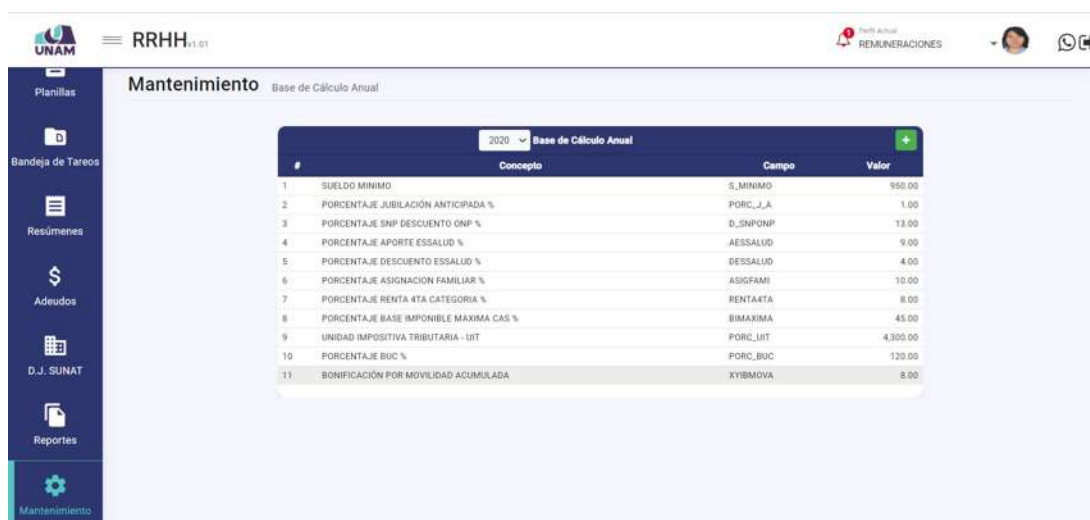 UNAM
RRHH v1.01
1
Perfil Actual
REMUNERACIONES
Planillas
Bandeja de Tareos
Resúmenes
Adeudos
D.J. SUNAT
Reportes
Mantenimiento
Mantenimiento Base de Cálculo Anual
2020 Base de Cálculo Anual +
# Concepto Campo Valor
1 SUELDO MINIMO S_MINIMO 950.00
2 PORCENTAJE JUBILACIÓN ANTICIPADA % PORC_J_A 1.00
3 PORCENTAJE SNP DESCUENTO ONP % D_SNPONP 13.00
4 PORCENTAJE APORTE ESSALUD % AESSALUD 9.00
5 PORCENTAJE DESCUENTO ESSALUD % DESSALUD 4.00
6 PORCENTAJE ASIGNACION FAMILIAR % ASIGFAMI 10.00
7 PORCENTAJE RENTA 4TA CATEGORIA % RENTA4TA 8.00
8 PORCENTAJE BASE IMPONIBLE MAXIMA CAS % BIMAXIMA 45.00
9 UNIDAD IMPOSITIVA TRIBUTARIA - UIT PORC_UIT 4,300.00
10 PORCENTAJE BUC % PORC_BUC 120.00
11 BONIFICACIÓN POR MOVILIDAD ACUMULADA XYIBMOVA 8.00